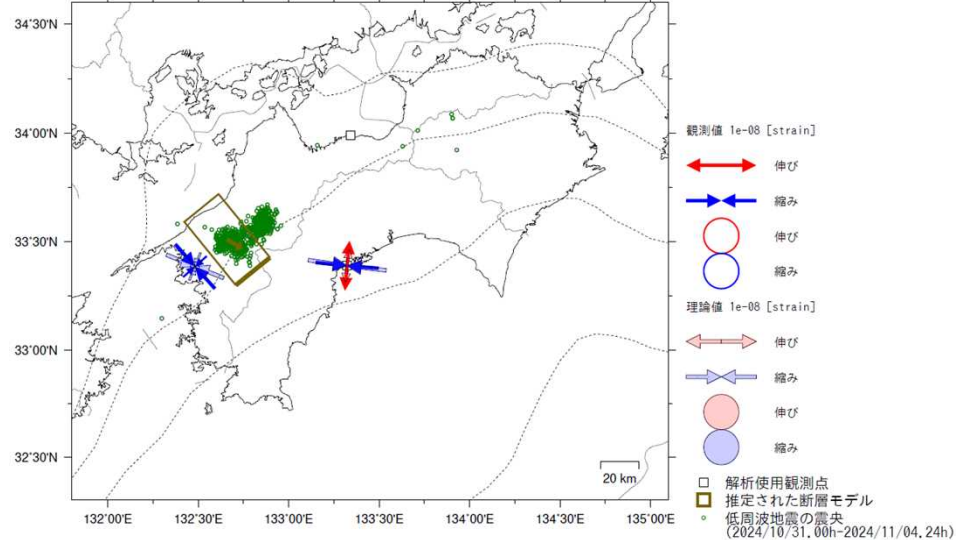 34°30'N
34°00'N
33°30'N
33°00'N
32°30'N
132°00'E
132°30'E
133°00'E
133°30'E
134°00'E
134°30'E
135°00'E
20 km
観測値 1e-08 [strain]
伸び
縮み
伸び
縮み
理論値 1e-08 [strain]
伸び
縮み
伸び
縮み
解析使用観測点
推定された断層モデル
低周波地震の震央
(2024/10/31.00h-2024/11/04.24h)